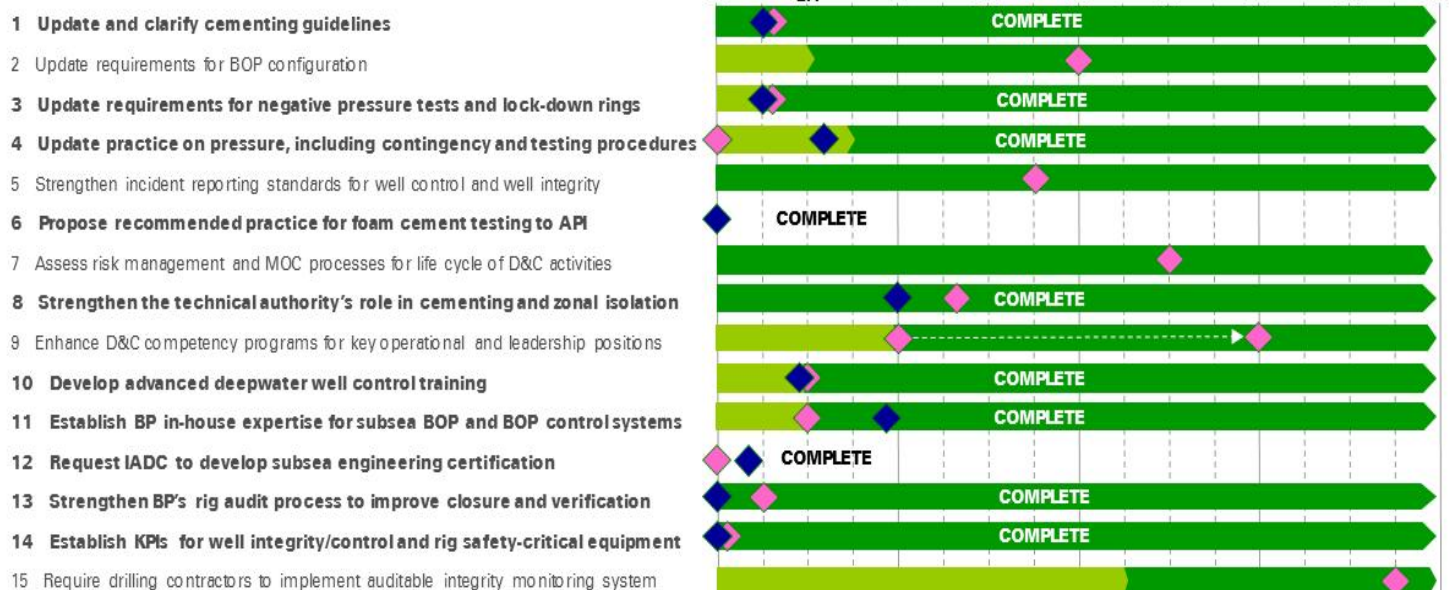 1 Update and clarify cementing guidelines COMPLETE
2 Update requirements for BOP configuration
3 Update requirements for negative pressure tests and lock-down rings COMPLETE
4 Update practice on pressure, including contingency and testing procedures COMPLETE
5 Strengthen incident reporting standards for well control and well integrity
6 Propose recommended practice for foam cement testing to API COMPLETE
7 Assess risk management and MOC processes for life cycle of D&C activities
8 Strengthen the technical authority's role in cementing and zonal isolation COMPLETE
9 Enhance D&C competency programs for key operational and leadership positions
10 Develop advanced deepwater well control training COMPLETE
11 Establish BP in-house expertise for subsea BOP and BOP control systems COMPLETE
12 Request IADC to develop subsea engineering certification COMPLETE
13 Strengthen BP's rig audit process to improve closure and verification COMPLETE
14 Establish KPIs for well integrity/control and rig safety-critical equipment COMPLETE
15 Require drilling contractors to implement auditable integrity monitoring system